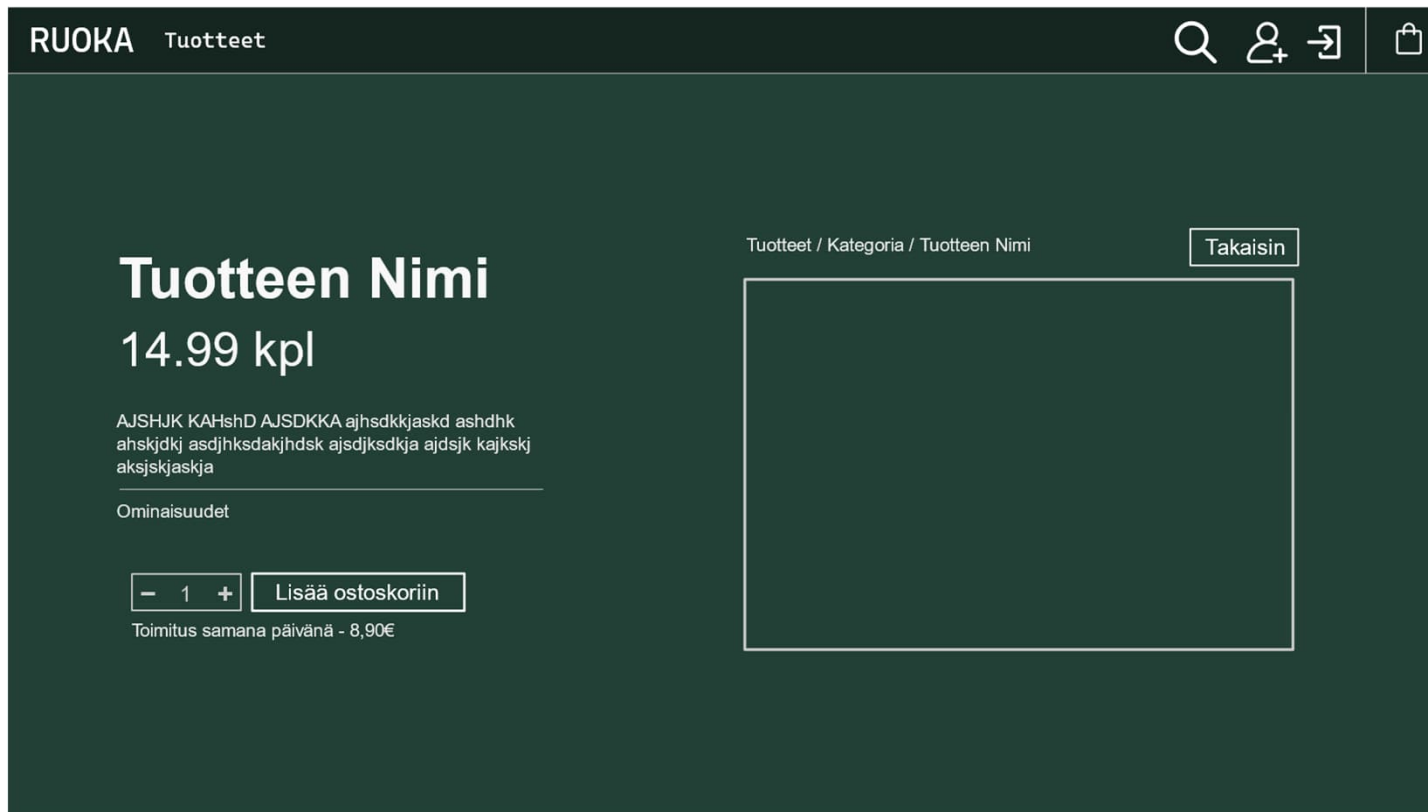 RUOKA Tuotteet
Tuotteen Nimi
14.99 kpl
AJSHJK KAHshD AJSDKKA ajhsdkkjaskd ashdhk
ahskjdkj asdjhksdakjhdsk ajsdjksdkja ajdsjk kajkskj
aksjskjaskja
Ominaisuudet
− 1 +
Lisää ostoskoriin
Toimitus samana päivänä - 8,90€
Tuotteet / Kategoria / Tuotteen Nimi
Takaisin